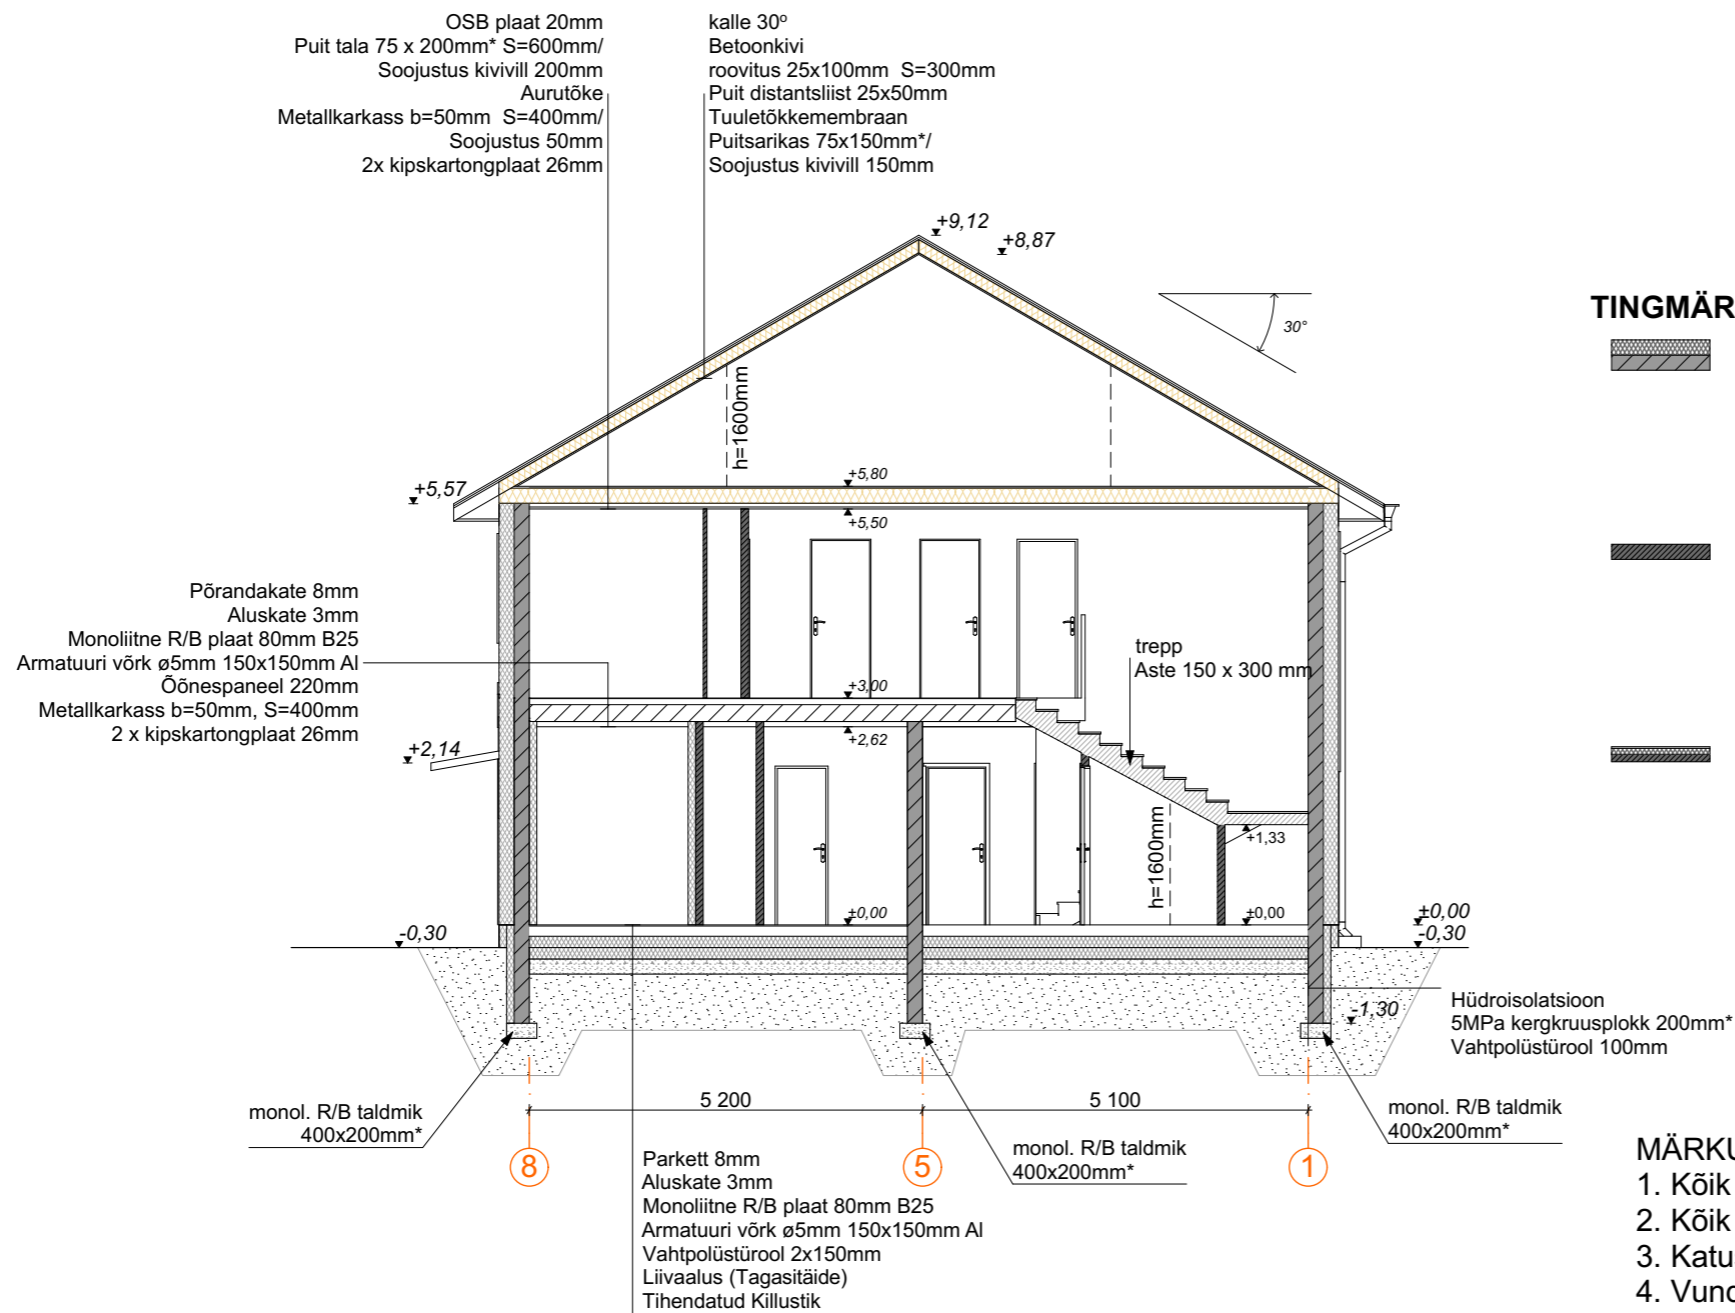 OSB plaat 20mm
Puit tala 75 x 200mm* S=600mm/
Soojustus kivivill 200mm
Aurutõke
Metallkarkass b=50mm S=400mm/
Soojustus 50mm
2x kipskartongplaat 26mm
kalle 30º
Betoonkivi
roovitus 25x100mm S=300mm
Puit distantsliist 25x50mm
Tuuletõkkemembraan
Puitsarikas 75x150mm*/
Soojustus kivivill 150mm
+9,12
+8,87
30°
TINGMÄR
h=1600mm
+5,80
+5,57
+5,50
Põrandakate 8mm
Aluskate 3mm
Monoliitne R/B plaat 80mm B25
Armatuuri võrk ø5mm 150x150mm Al
Õõnespaneel 220mm
Metallkarkass b=50mm, S=400mm
2 x kipskartongplaat 26mm
trepp
Aste 150 x 300 mm
+3,00
+2,62
+2,14
h=1600mm
+1,33
±0,00
±0,00
±0,00
-0,30
-0,30
-1,30
Hüdroisolatsioon
5MPa kergkruusplokk 200mm*
Vahtpolüstürool 100mm
5 200
5 100
monol. R/B taldmik
400x200mm*
monol. R/B taldmik
400x200mm*
monol. R/B taldmik
400x200mm*
8
5
1
Parkett 8mm
Aluskate 3mm
Monoliitne R/B plaat 80mm B25
Armatuuri võrk ø5mm 150x150mm Al
Vahtpolüstürool 2x150mm
Liivaalus (Tagasitäide)
Tihendatud Killustik
MÄRKU
1. Kõik
2. Kõik
3. Katu
4. Vund